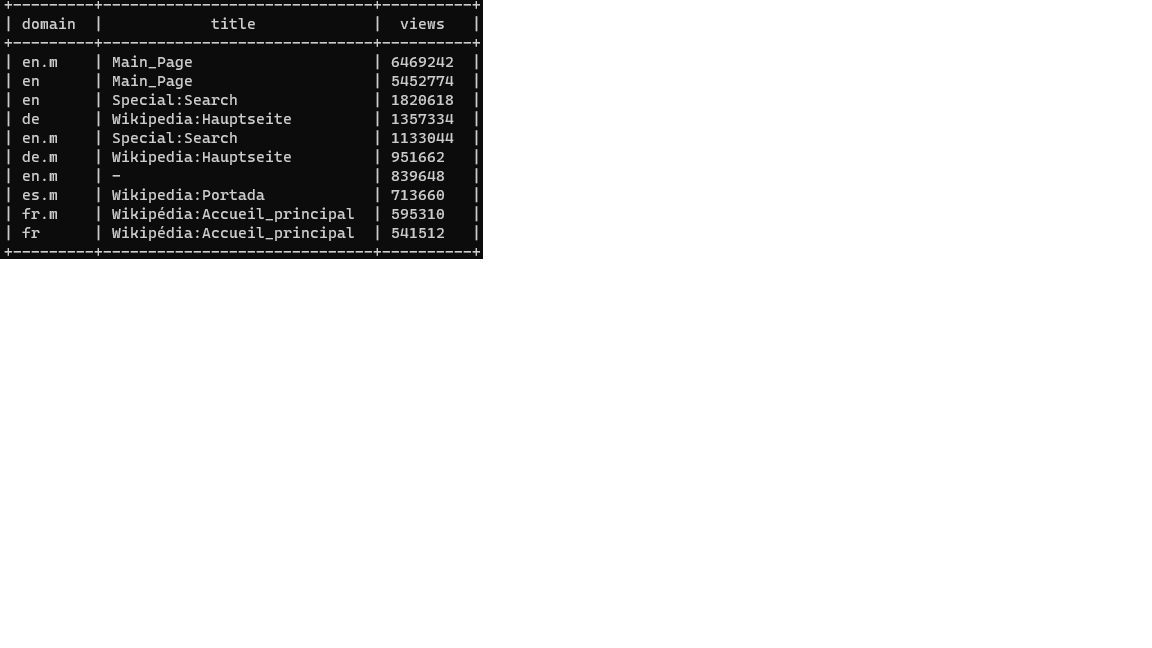 +---------+------------------------------+----------+
| domain  |            title             |  views   |
+---------+------------------------------+----------+
| en.m    | Main_Page                    | 6469242  |
| en      | Main_Page                    | 5452774  |
| en      | Special:Search               | 1820618  |
| de      | Wikipedia:Hauptseite         | 1357334  |
| en.m    | Special:Search               | 1133044  |
| de.m    | Wikipedia:Hauptseite         | 951662   |
| en.m    | -                            | 839648   |
| es.m    | Wikipedia:Portada            | 713660   |
| fr.m    | Wikipédia:Accueil_principal  | 595310   |
| fr      | Wikipédia:Accueil_principal  | 541512   |
+---------+------------------------------+----------+